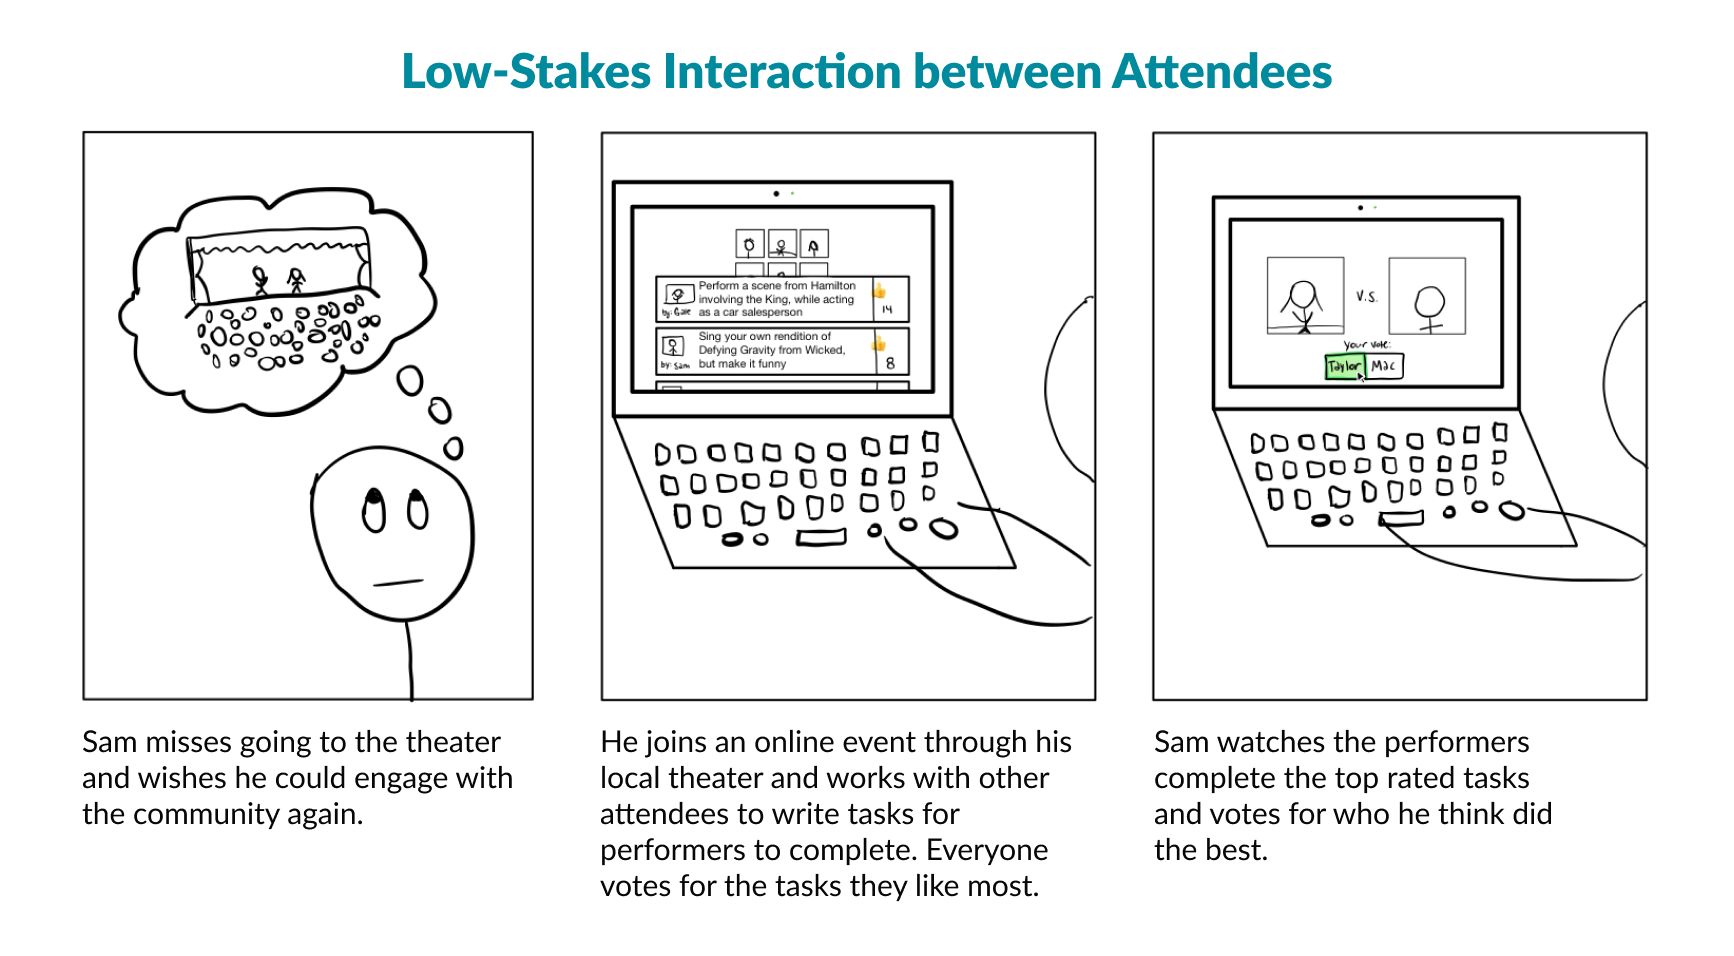 Low-Stakes Interaction between Attendees
Perform a scene from Hamilton
involving the King, while acting
as a car salesperson
by: Gale
14
Sing your own rendition of
Defying Gravity from Wicked,
but make it funny
by: Sam
8
v.s.
your vote:
Taylor Mac
Sam misses going to the theater
and wishes he could engage with
the community again.
He joins an online event through his
local theater and works with other
attendees to write tasks for
performers to complete. Everyone
votes for the tasks they like most.
Sam watches the performers
complete the top rated tasks
and votes for who he think did
the best.